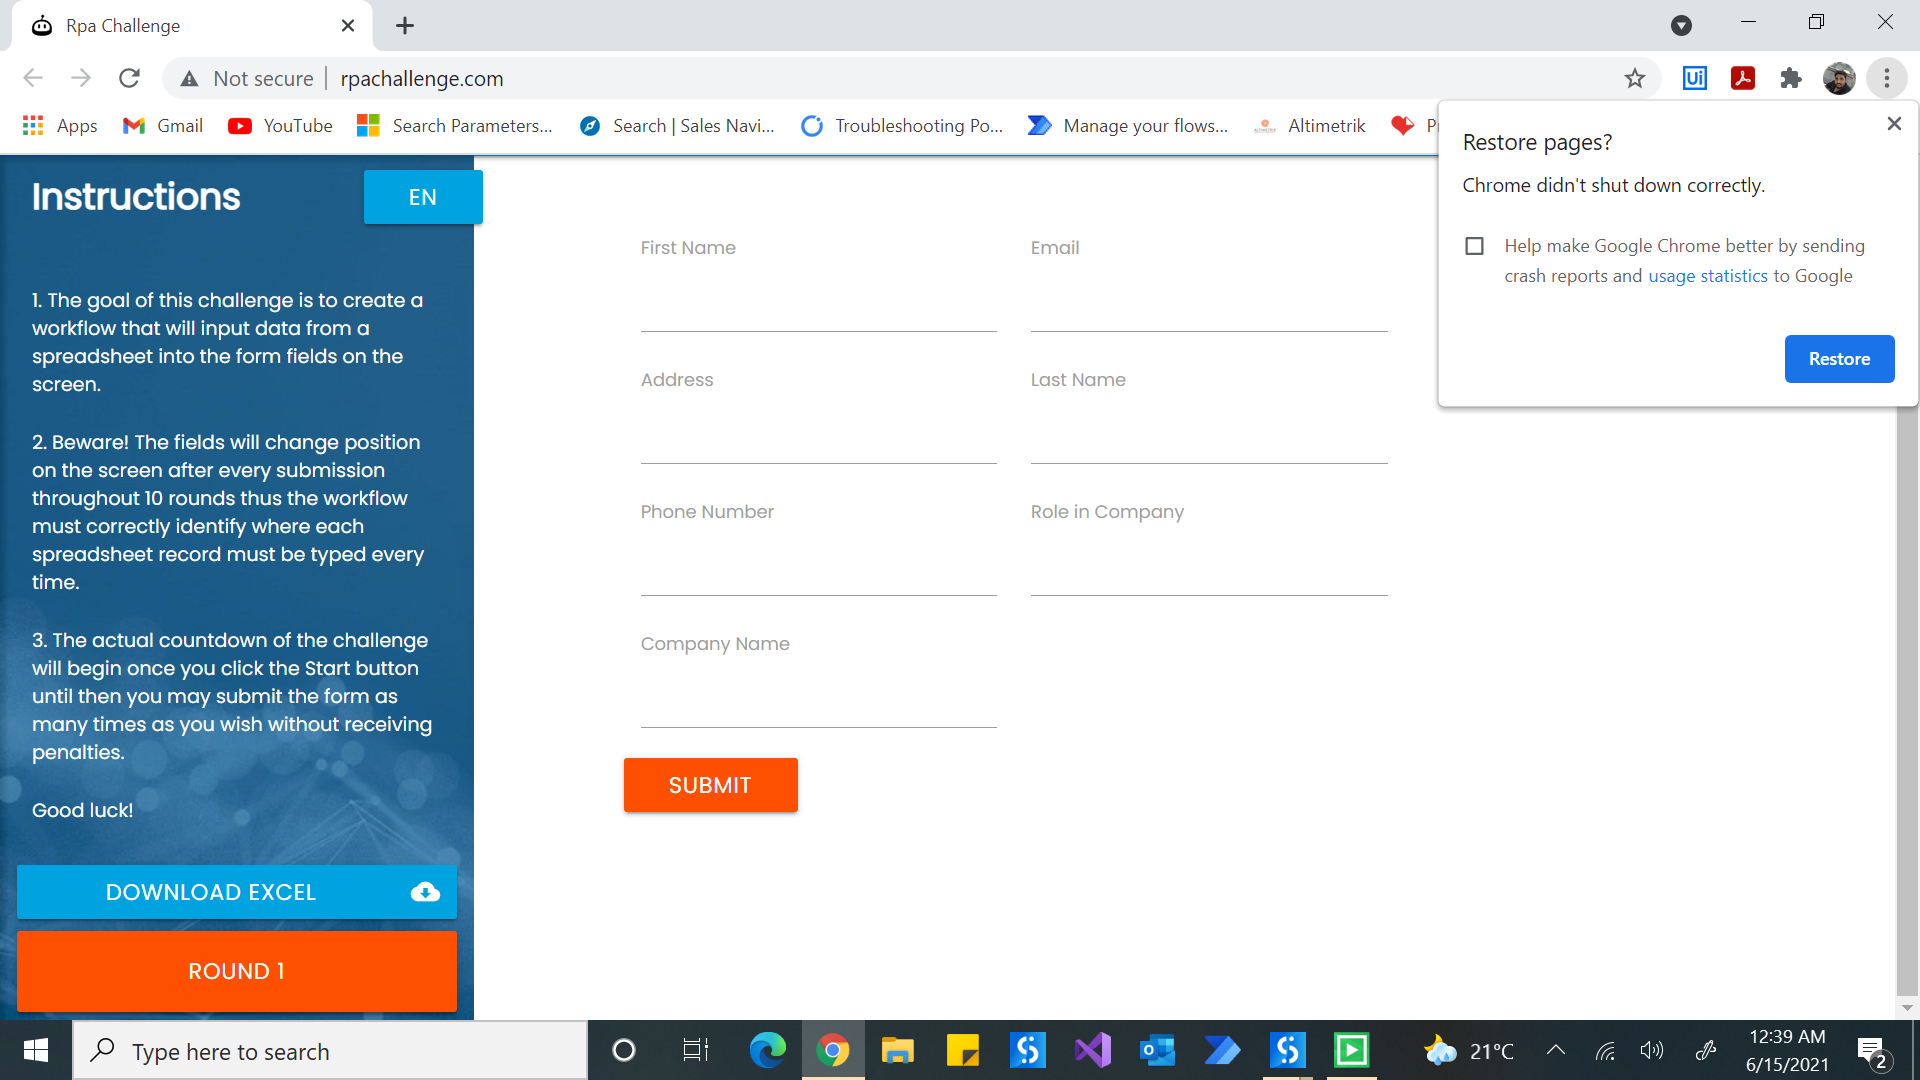 Rpa Challenge
Not secure
rpachallenge.com
Apps
Gmail
YouTube
Search Parameters...
Search | Sales Navi...
Troubleshooting Po...
Manage your flows...
Altimetrik
Restore pages?
Chrome didn't shut down correctly.
Help make Google Chrome better by sending
crash reports and usage statistics to Google
Restore
Instructions
EN
1. The goal of this challenge is to create a
workflow that will input data from a
spreadsheet into the form fields on the
screen.
2. Beware! The fields will change position
on the screen after every submission
throughout 10 rounds thus the workflow
must correctly identify where each
spreadsheet record must be typed every
time.
3. The actual countdown of the challenge
will begin once you click the Start button
until then you may submit the form as
many times as you wish without receiving
penalties.
Good luck!
DOWNLOAD EXCEL
ROUND 1
First Name
Email
Address
Last Name
Phone Number
Role in Company
Company Name
SUBMIT
Type here to search
21°C
12:39 AM
6/15/2021
2
Ui